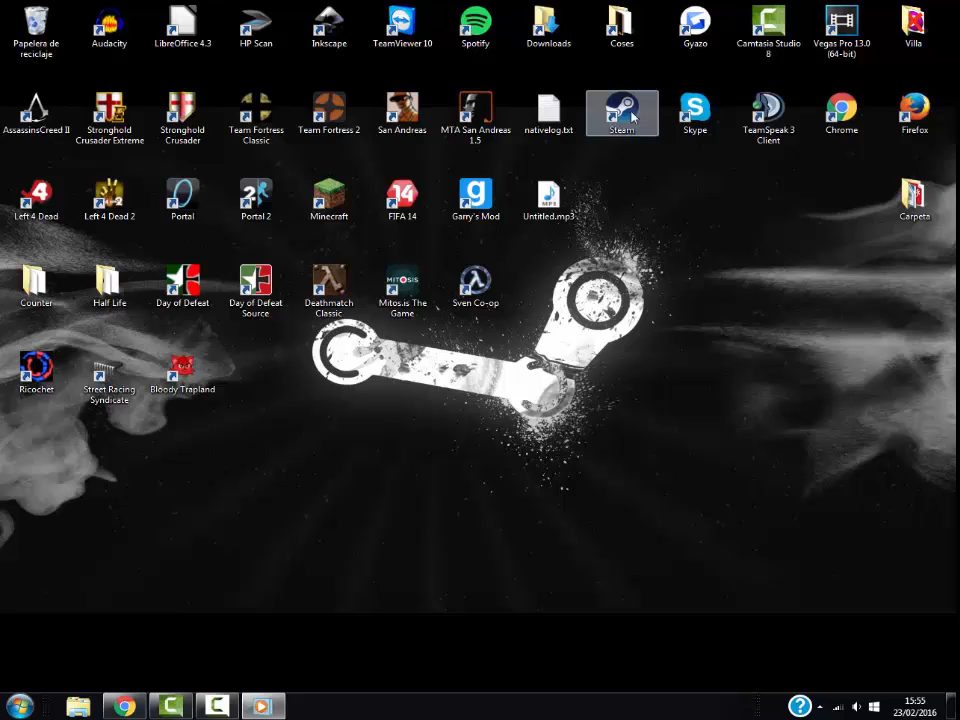 Papelera de
reciclaje
Audacity
LibreOffice 4.3
HP Scan
Inkscape
TeamViewer 10
Spotify
Downloads
Coses
Gyazo
Camtasia Studio
8
Vegas Pro 13.0
(64-bit)
Villa
AssassinsCreed II
Stronghold
Crusader Extreme
Stronghold
Crusader
Team Fortress
Classic
Team Fortress 2
San Andreas
MTA San Andreas
1.5
nativelog.txt
Steam
Skype
TeamSpeak 3
Client
Chrome
Firefox
Left 4 Dead
Left 4 Dead 2
Portal
Portal 2
Minecraft
FIFA 14
Garry's Mod
Untitled.mp3
Carpeta
Counter
Half Life
Day of Defeat
Day of Defeat
Source
Deathmatch
Classic
Mitos.is The
Game
Sven Co-op
Ricochet
Street Racing
Syndicate
Bloody Trapland
15:55
23/02/2016